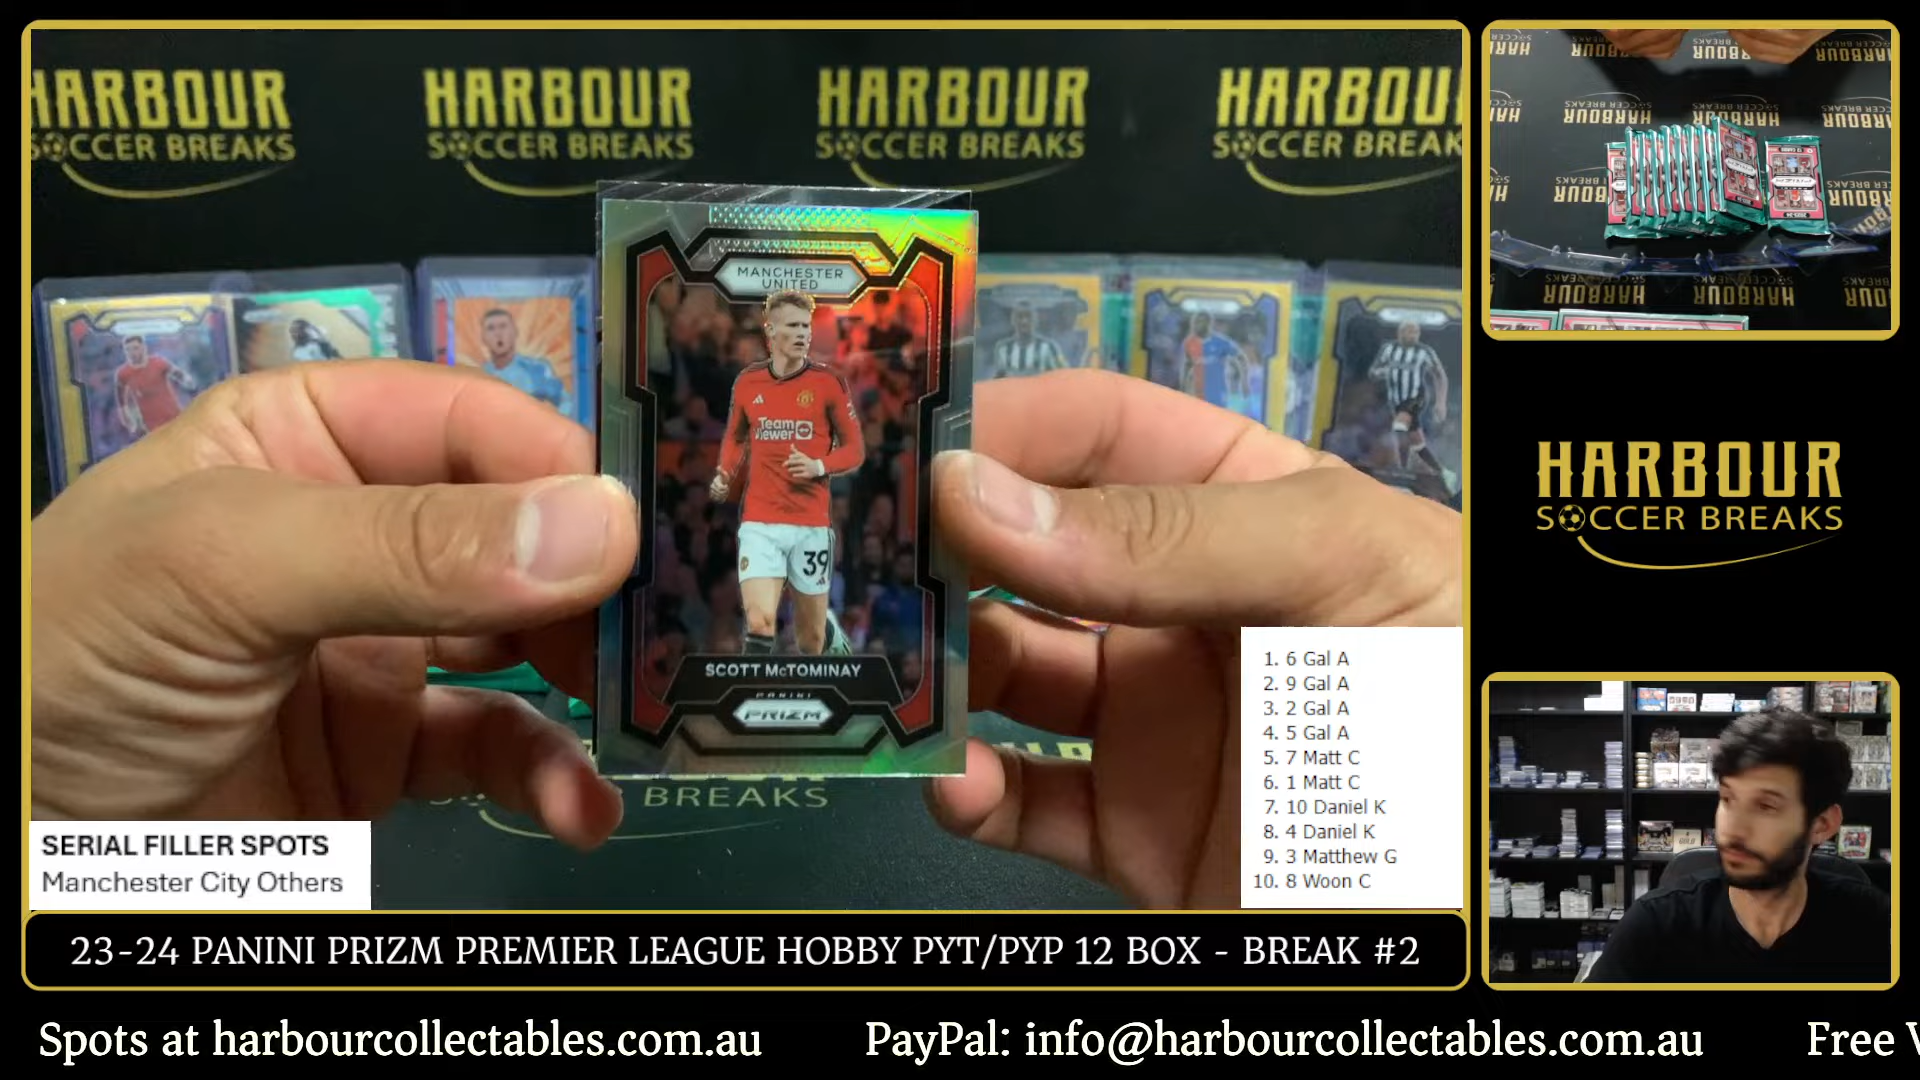 HARBOUR
SOCCER BREAKS
HARBOUR
SOCCER BREAKS
HARBOUR
SOCCER BREAKS
HARBOU
SOCCER BREAK
MANCHESTER
UNITED
Team
Viewer
39
SCOTT McTOMINAY
PANINI
PRIZM
BREAKS
HARBOUR
SOCCER BREAKS
1. 6 Gal A
2. 9 Gal A
3. 2 Gal A
4. 5 Gal A
5. 7 Matt C
6. 1 Matt C
7. 10 Daniel K
8. 4 Daniel K
9. 3 Matthew G
10. 8 Woon C
SERIAL FILLER SPOTS
Manchester City Others
23-24 PANINI PRIZM PREMIER LEAGUE HOBBY PYT/PYP 12 BOX - BREAK #2
Spots at harbourcollectables.com.au PayPal: info@harbourcollectables.com.au Free